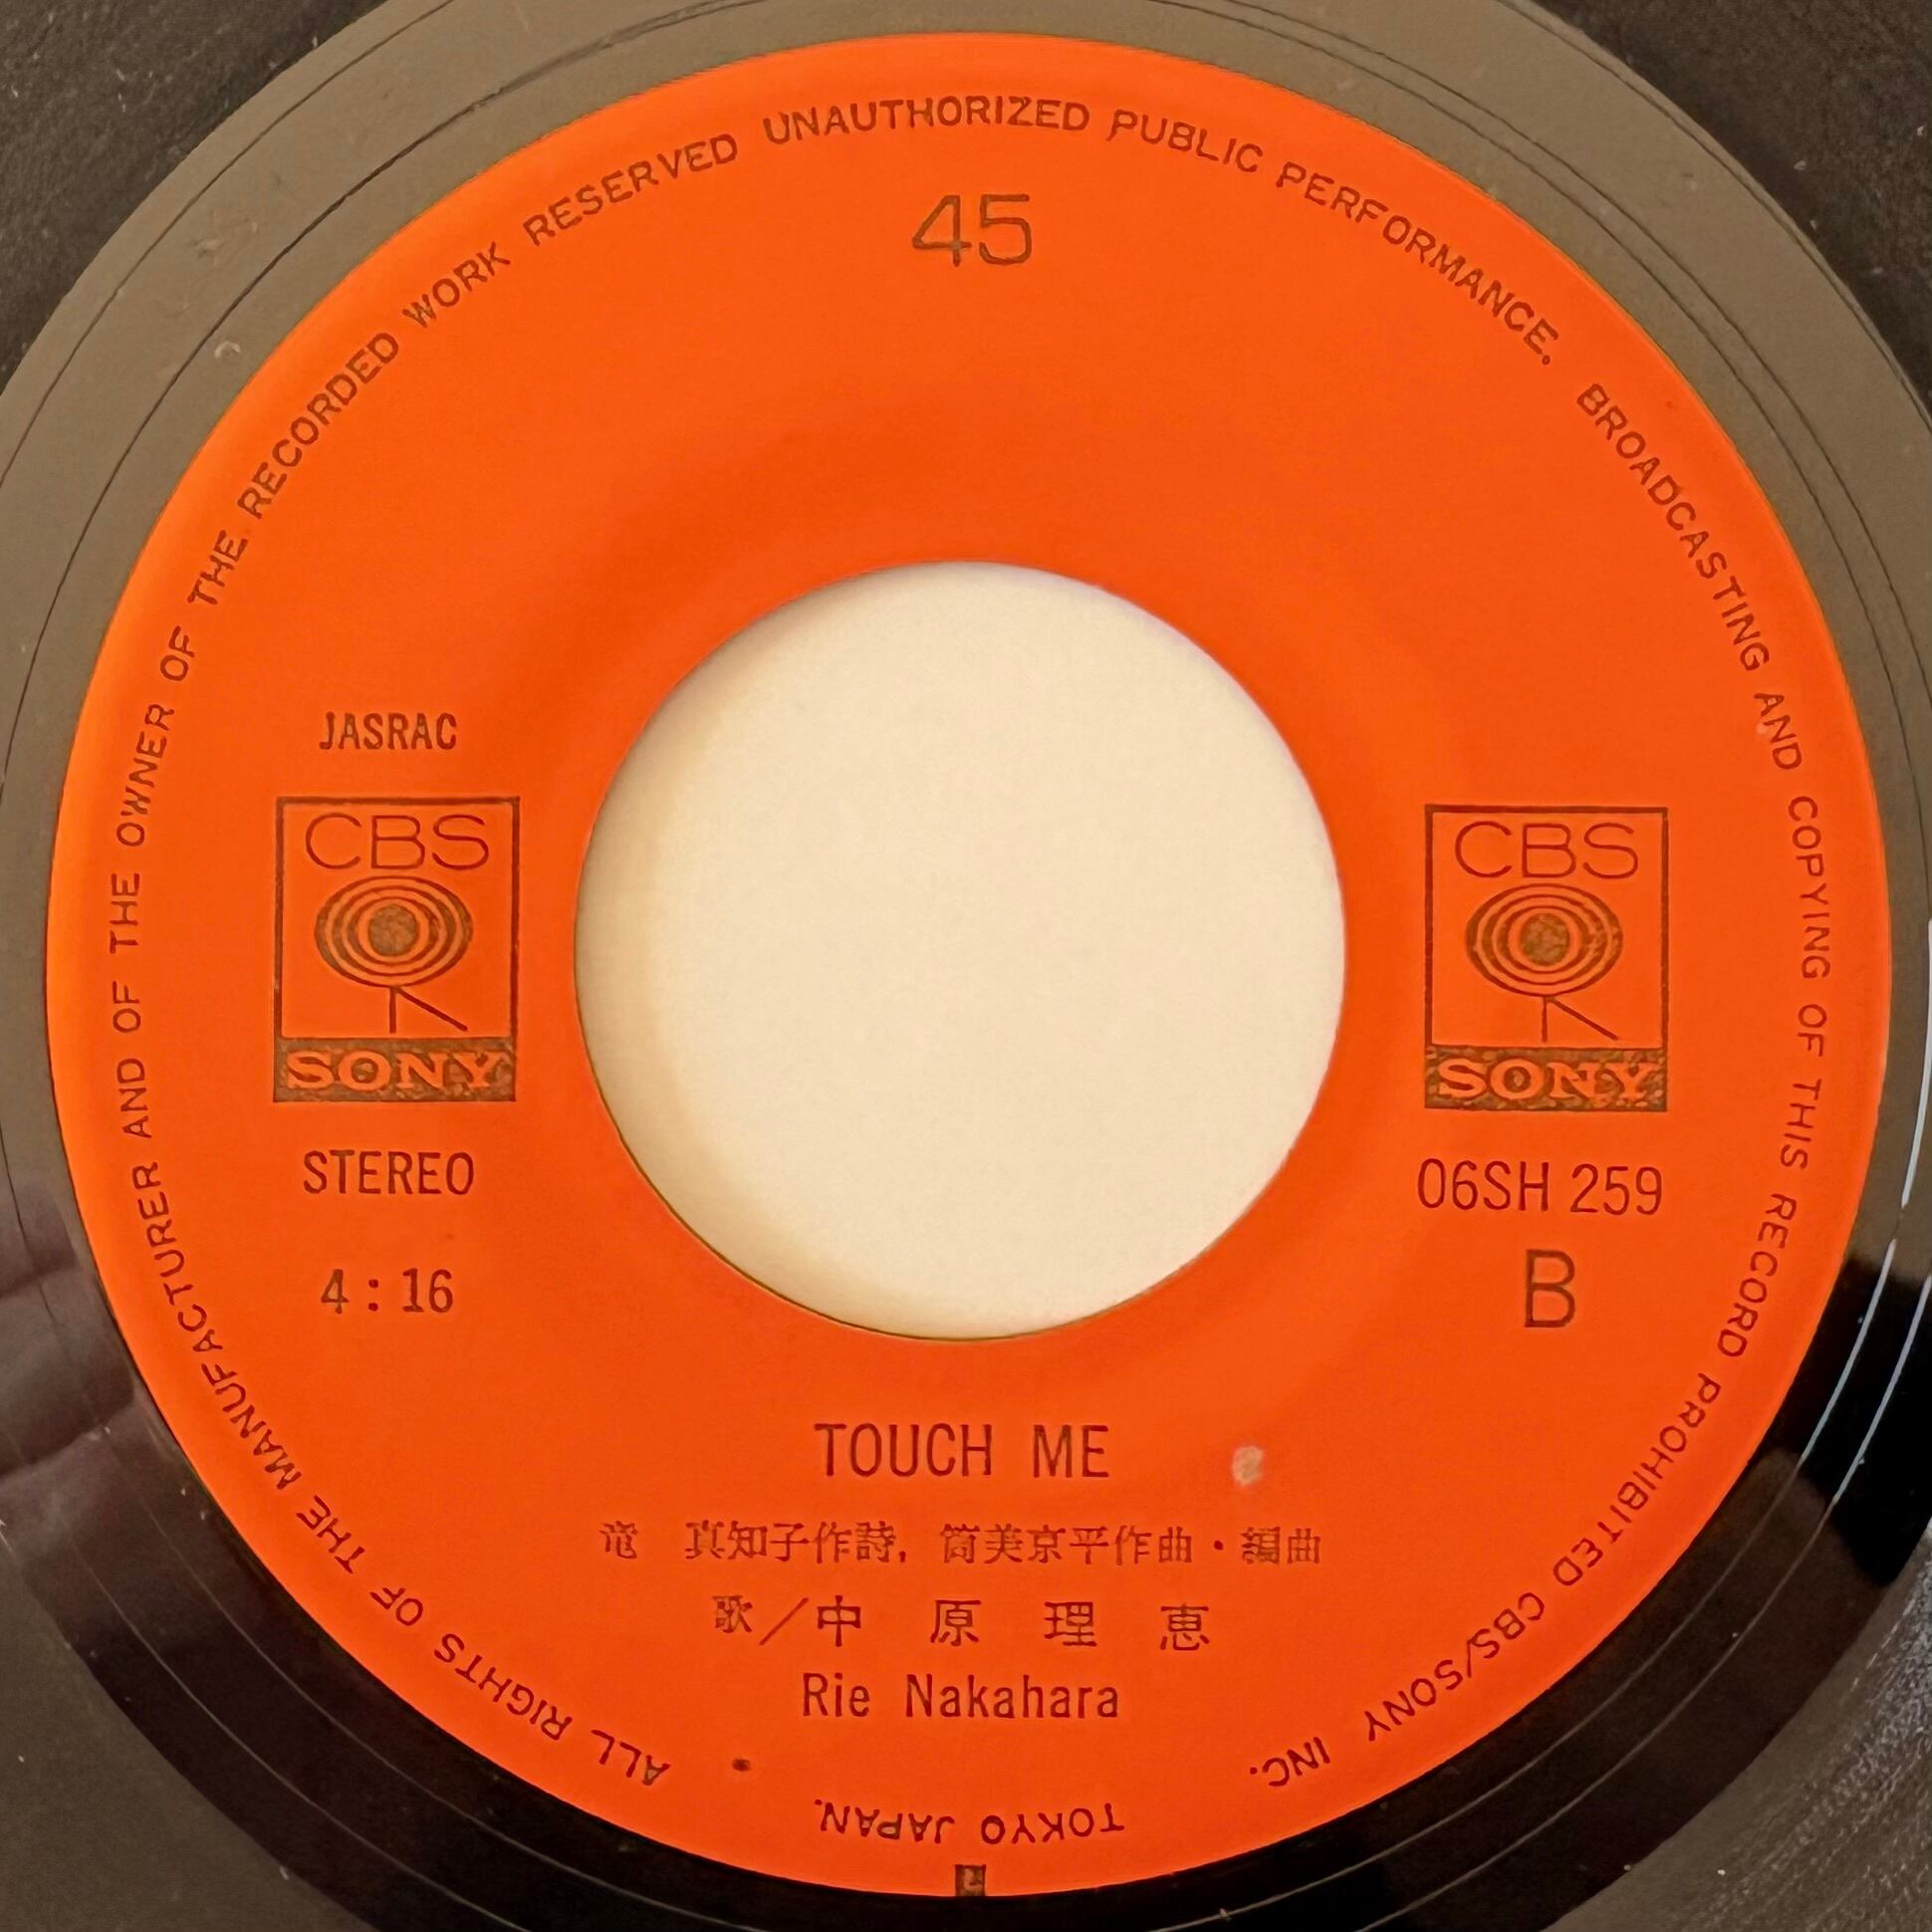 ALL RIGHTS OF THE MANUFACTURER AND OF THE OWNER OF THE RECORDED WORK RESERVED UNAUTHORIZED PUBLIC PERFORMANCE. BROADCASTING AND COPYING OF THIS RECORD PROHIBITED CBS/SONY INC.
TOKYO JAPAN.
45
JASRAC
CBS
SONY
STEREO
4:16
CBS
SONY
06SH 259
B
TOUCH ME
竜 真知子作詩, 筒美京平作曲・編曲
歌/中原理恵
Rie Nakahara